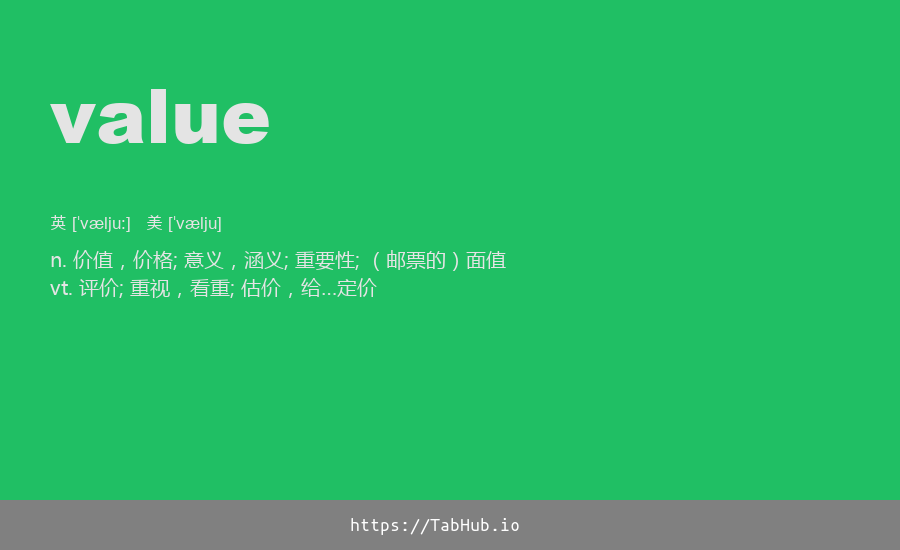 value
英 ['vælju:] 美 ['vælju]
n. 价值，价格; 意义，涵义; 重要性; （邮票的）面值
vt. 评价; 重视，看重; 估价，给...定价
https://TabHub.io